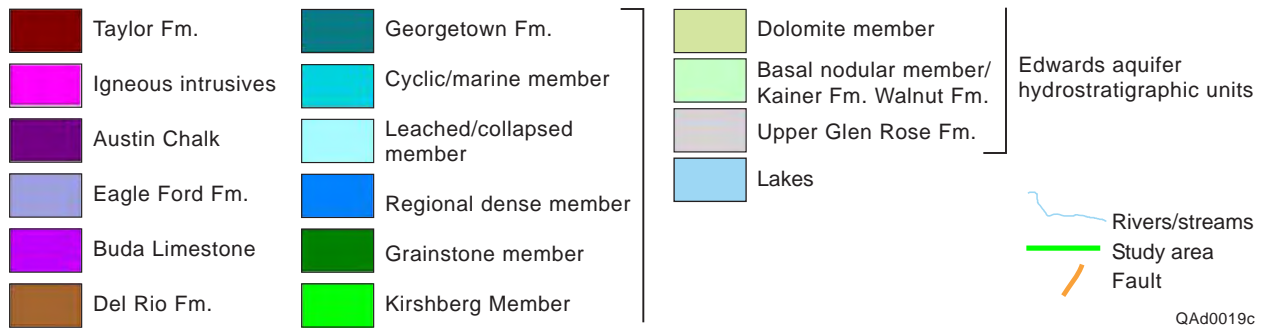 Taylor Fm.
Igneous intrusives
Austin Chalk
Eagle Ford Fm.
Buda Limestone
Del Rio Fm.
Georgetown Fm.
Cyclic/marine member
Leached/collapsed
member
Regional dense member
Grainstone member
Kirshberg Member
Dolomite member
Basal nodular member/
Kainer Fm. Walnut Fm.
Upper Glen Rose Fm.
Lakes
Edwards aquifer
hydrostratigraphic units
Rivers/streams
Study area
Fault
QAd0019c